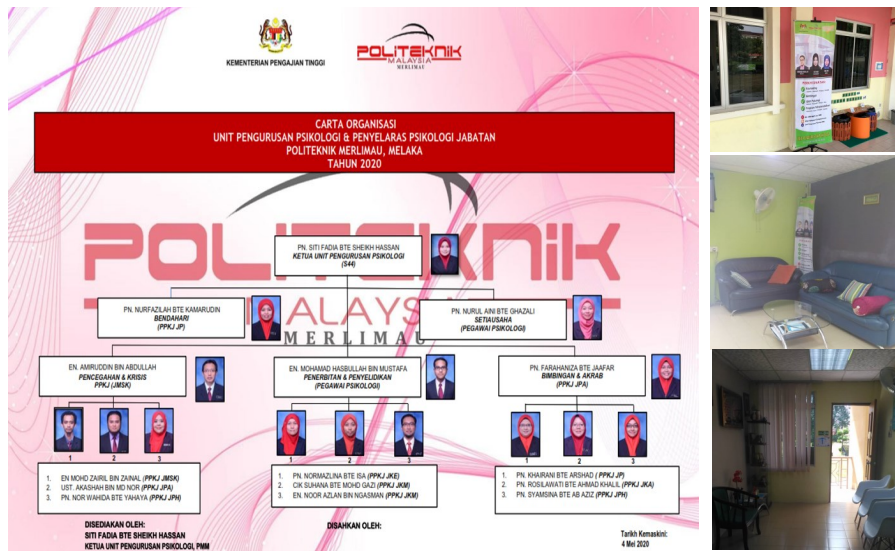 KEMENTERIAN PENGAJIAN TINGGI
POLITEKNIK
MALAYSIA
MERLIMAU
CARTA ORGANISASI
UNIT PENGURUSAN PSIKOLOGI & PENYELARAS PSIKOLOGI JABATAN
POLITEKNIK MERLIMAU, MELAKA
TAHUN 2020
POLITEKNIK
MALAYSIA
MERLIMAU
PN. SITI FADIA BTE SHEIKH HASSAN
KETUA UNIT PENGURUSAN PSIKOLOGI
(S44)
PN. NURFAZILAH BTE KAMARUDIN
BENDAHARI
(PPKJ JP)
PN. NURUL AINI BTE GHAZALI
SETIAUSAHA
(PEGAWAI PSIKOLOGI)
EN. AMIRUDDIN BIN ABDULLAH
PENCEGAHAN & KRISIS
PPKJ (JMSK)
EN. MOHAMAD HASBULLAH BIN MUSTAFA
PENERBITAN & PENYELIDIKAN
(PEGAWAI PSIKOLOGI)
PN. FARAHANIZA BTE JAAFAR
BIMBINGAN & AKRAB
(PPKJ JPA)
1 2 3
1 2 3
1 2 3
1. EN MOHD ZAIRIL BIN ZAINAL (PPKJ JMSK)
2. UST. AKASHAH BIN MD NOR (PPKJ JPA)
3. PN. NOR WAHIDA BTE YAHAYA (PPKJ JPH)
1. PN. NORMAZLINA BTE ISA (PPKJ JKE)
2. CIK SUHANA BTE MOHD GAZI (PPKJ JKM)
3. EN. NOOR AZLAN BIN NGASMAN (PPKJ JKM)
1. PN. KHAIRANI BTE ARSHAD ( PPKJ JP)
2. PN. ROSILAWATI BTE AHMAD KHALIL (PPKJ JKA)
3. PN. SYAMSINA BTE AB AZIZ (PPKJ JPH)
DISEDIAKAN OLEH:
SITI FADIA BTE SHEIKH HASSAN
KETUA UNIT PENGURUSAN PSIKOLOGI, PMM
DISAHKAN OLEH:
Tarikh Kemaskini:
4 Mei 2020